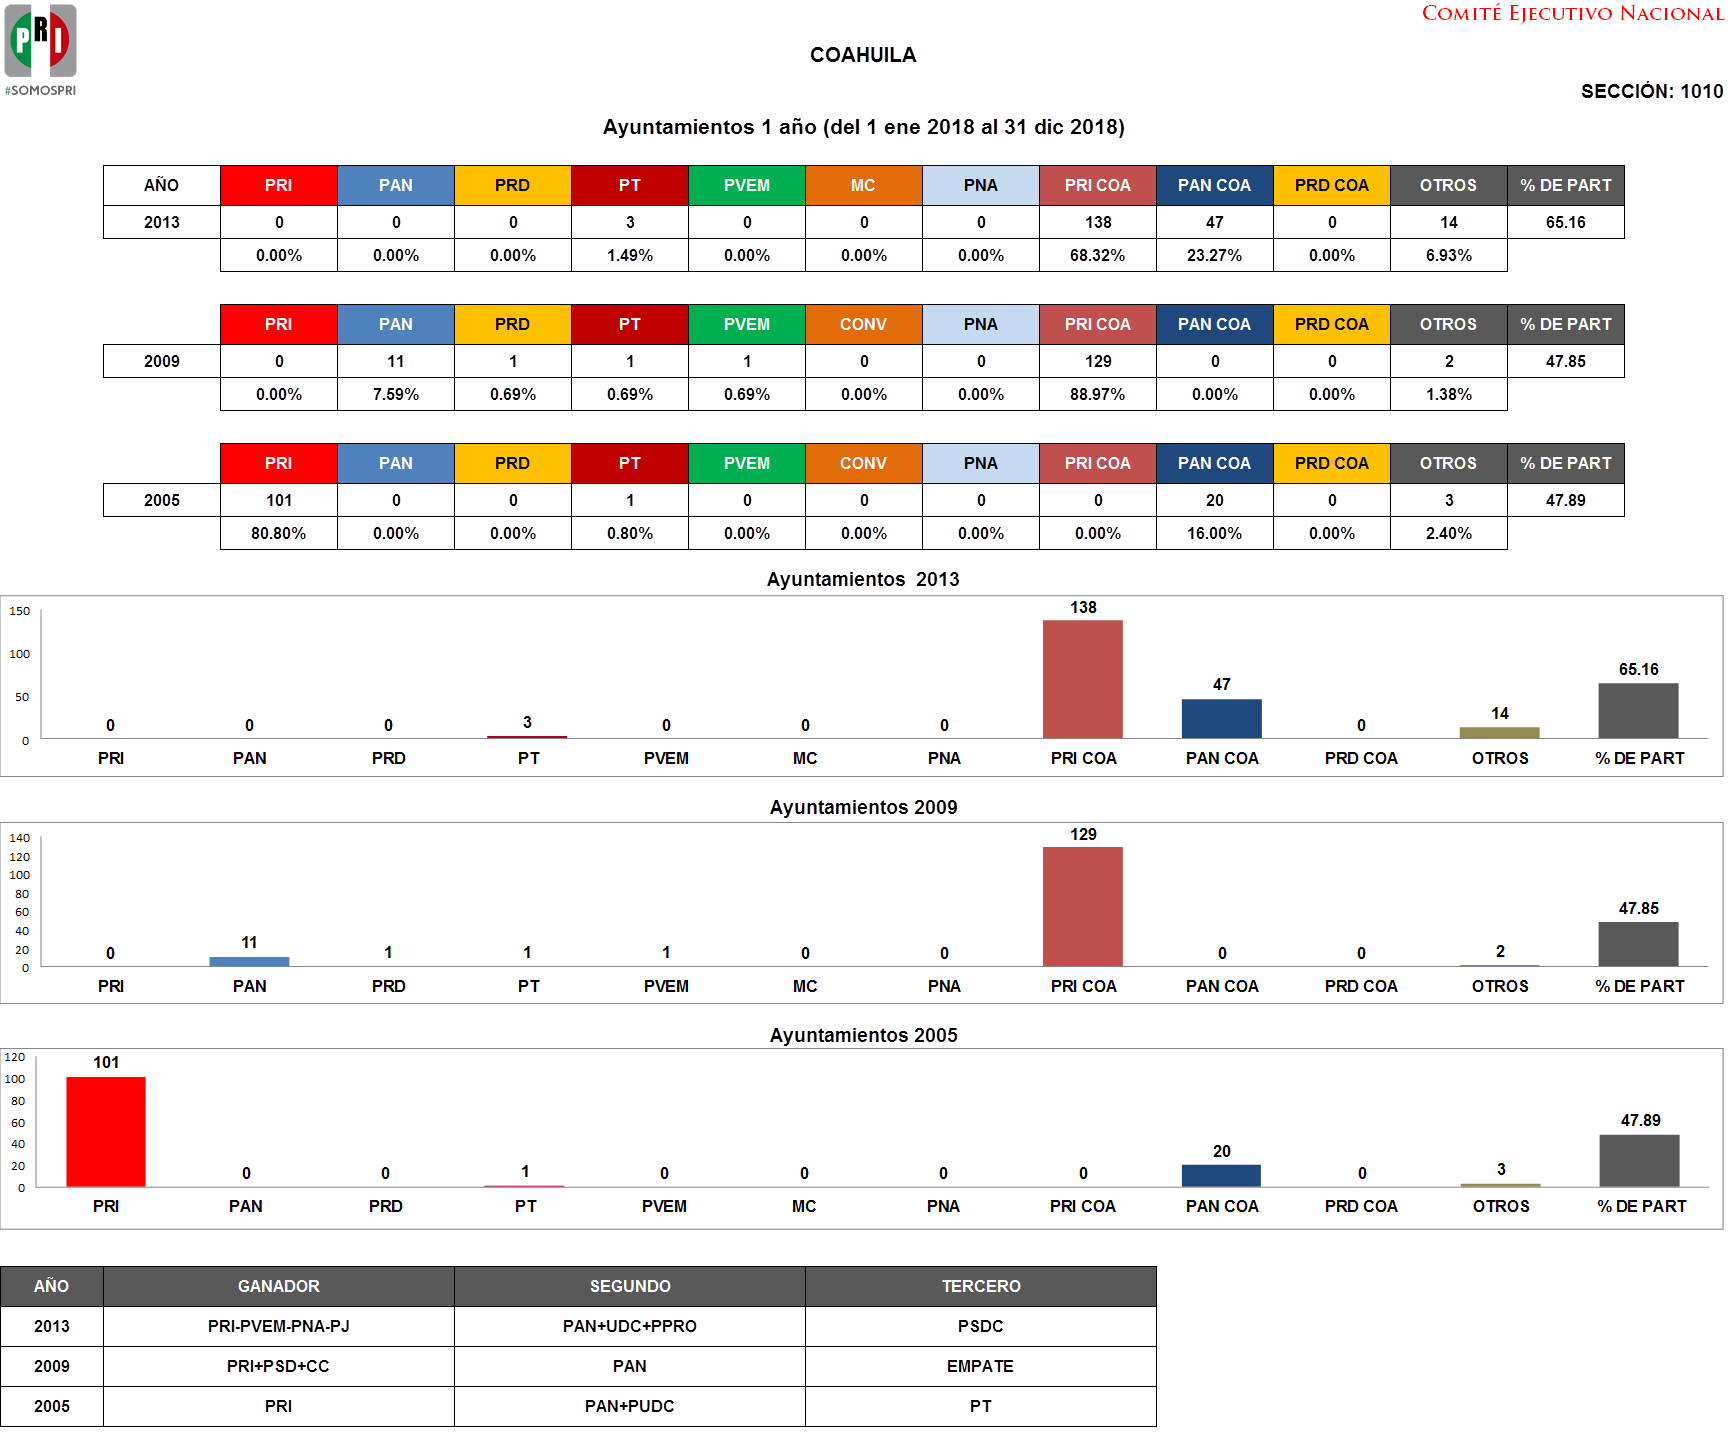 COMITÉ EJECUTIVO NACIONAL
PRI
#SOMOSPRI
COAHUILA
SECCIÓN: 1010
Ayuntamientos 1 año (del 1 ene 2018 al 31 dic 2018)
AÑO PRI PAN PRD PT PVEM MC PNA PRI COA PAN COA PRD COA OTROS % DE PART
2013 0 0 0 3 0 0 0 138 47 0 14 65.16
0.00% 0.00% 0.00% 1.49% 0.00% 0.00% 0.00% 68.32% 23.27% 0.00% 6.93%
PRI PAN PRD PT PVEM CONV PNA PRI COA PAN COA PRD COA OTROS % DE PART
2009 0 11 1 1 1 0 0 129 0 0 2 47.85
0.00% 7.59% 0.69% 0.69% 0.69% 0.00% 0.00% 88.97% 0.00% 0.00% 1.38%
PRI PAN PRD PT PVEM CONV PNA PRI COA PAN COA PRD COA OTROS % DE PART
2005 101 0 0 1 0 0 0 0 20 0 3 47.89
80.80% 0.00% 0.00% 0.80% 0.00% 0.00% 0.00% 0.00% 16.00% 0.00% 2.40%
Ayuntamientos 2013
150
100
50
0
0 0 0 3 0 0 0 138 47 0 14 65.16
PRI PAN PRD PT PVEM MC PNA PRI COA PAN COA PRD COA OTROS % DE PART
Ayuntamientos 2009
140
120
100
80
60
40
20
0
0 11 1 1 1 0 0 129 0 0 2 47.85
PRI PAN PRD PT PVEM MC PNA PRI COA PAN COA PRD COA OTROS % DE PART
Ayuntamientos 2005
120
100
80
60
40
20
0
101 0 0 1 0 0 0 0 20 0 3 47.89
PRI PAN PRD PT PVEM MC PNA PRI COA PAN COA PRD COA OTROS % DE PART
AÑO GANADOR SEGUNDO TERCERO
2013 PRI-PVEM-PNA-PJ PAN+UDC+PPRO PSDC
2009 PRI+PSD+CC PAN EMPATE
2005 PRI PAN+PUDC PT